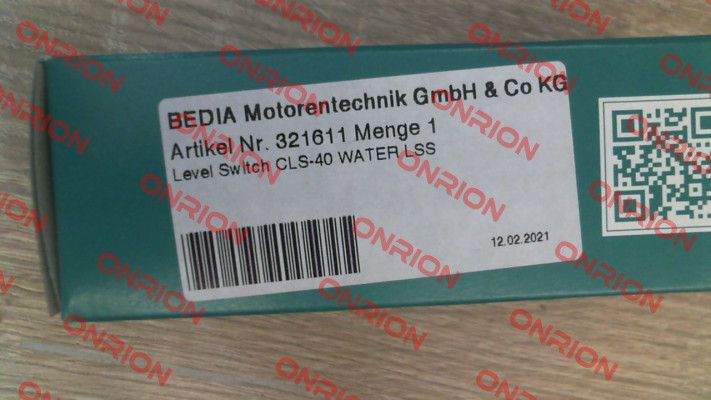 BEDIA Motorentechnik GmbH & Co KG
Artikel Nr. 321611 Menge 1
Level Switch CLS-40 WATER LSS
12.02.2021
ONRION